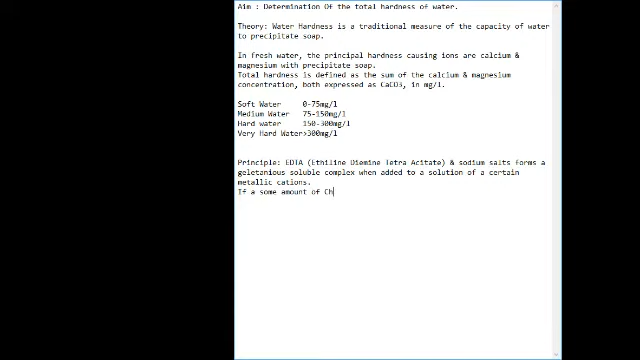 Aim : Determination Of the total hardness of water.
Theory: Water Hardness is a traditional measure of the capacity of water
to precipitate soap.
In fresh water, the principal hardness causing ions are calcium &
magnesium with precipitate soap.
Total hardness is defined as the sum of the calcium & magnesium
concentration, both expressed as CaCO3, in mg/l.
Soft Water 0-75mg/l
Medium Water 75-150mg/l
Hard water 150-300mg/l
Very Hard Water>300mg/l
Principle: EDTA (Ethiline Diemine Tetra Acitate) & sodium salts forms a
geletanious soluble complex when added to a solution of a certain
metallic cations.
If a some amount of Ch